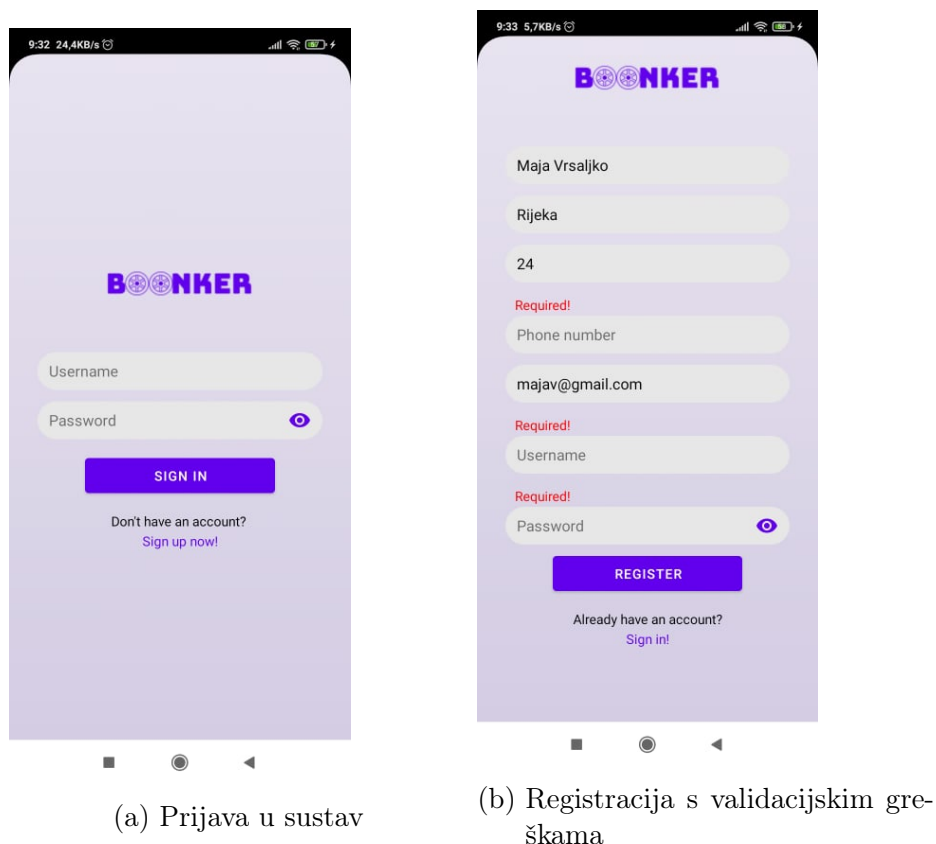 9:32 24,4KB/s
67
BOONKER
Username
Password
SIGN IN
Don't have an account?
Sign up now!
(a) Prijava u sustav
9:33 5,7KB/s
BOONKER
Maja Vrsaljko
Rijeka
24
Required!
Phone number
majav@gmail.com
Required!
Username
Required!
Password
REGISTER
Already have an account?
Sign in!
(b) Registracija s validacijskim gre-
škama